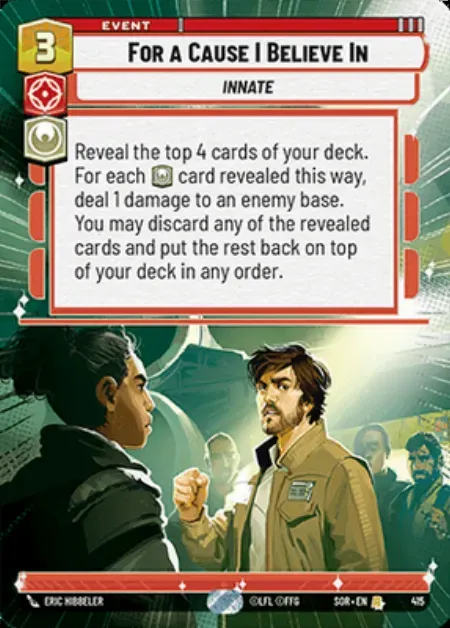 EVENT
3
FOR A CAUSE I BELIEVE IN
INNATE
Reveal the top 4 cards of your deck.
For each card revealed this way,
deal 1 damage to an enemy base.
You may discard any of the revealed
cards and put the rest back on top
of your deck in any order.
ERIC HIBBELER ©LFL ©FFG SOR • EN R 415